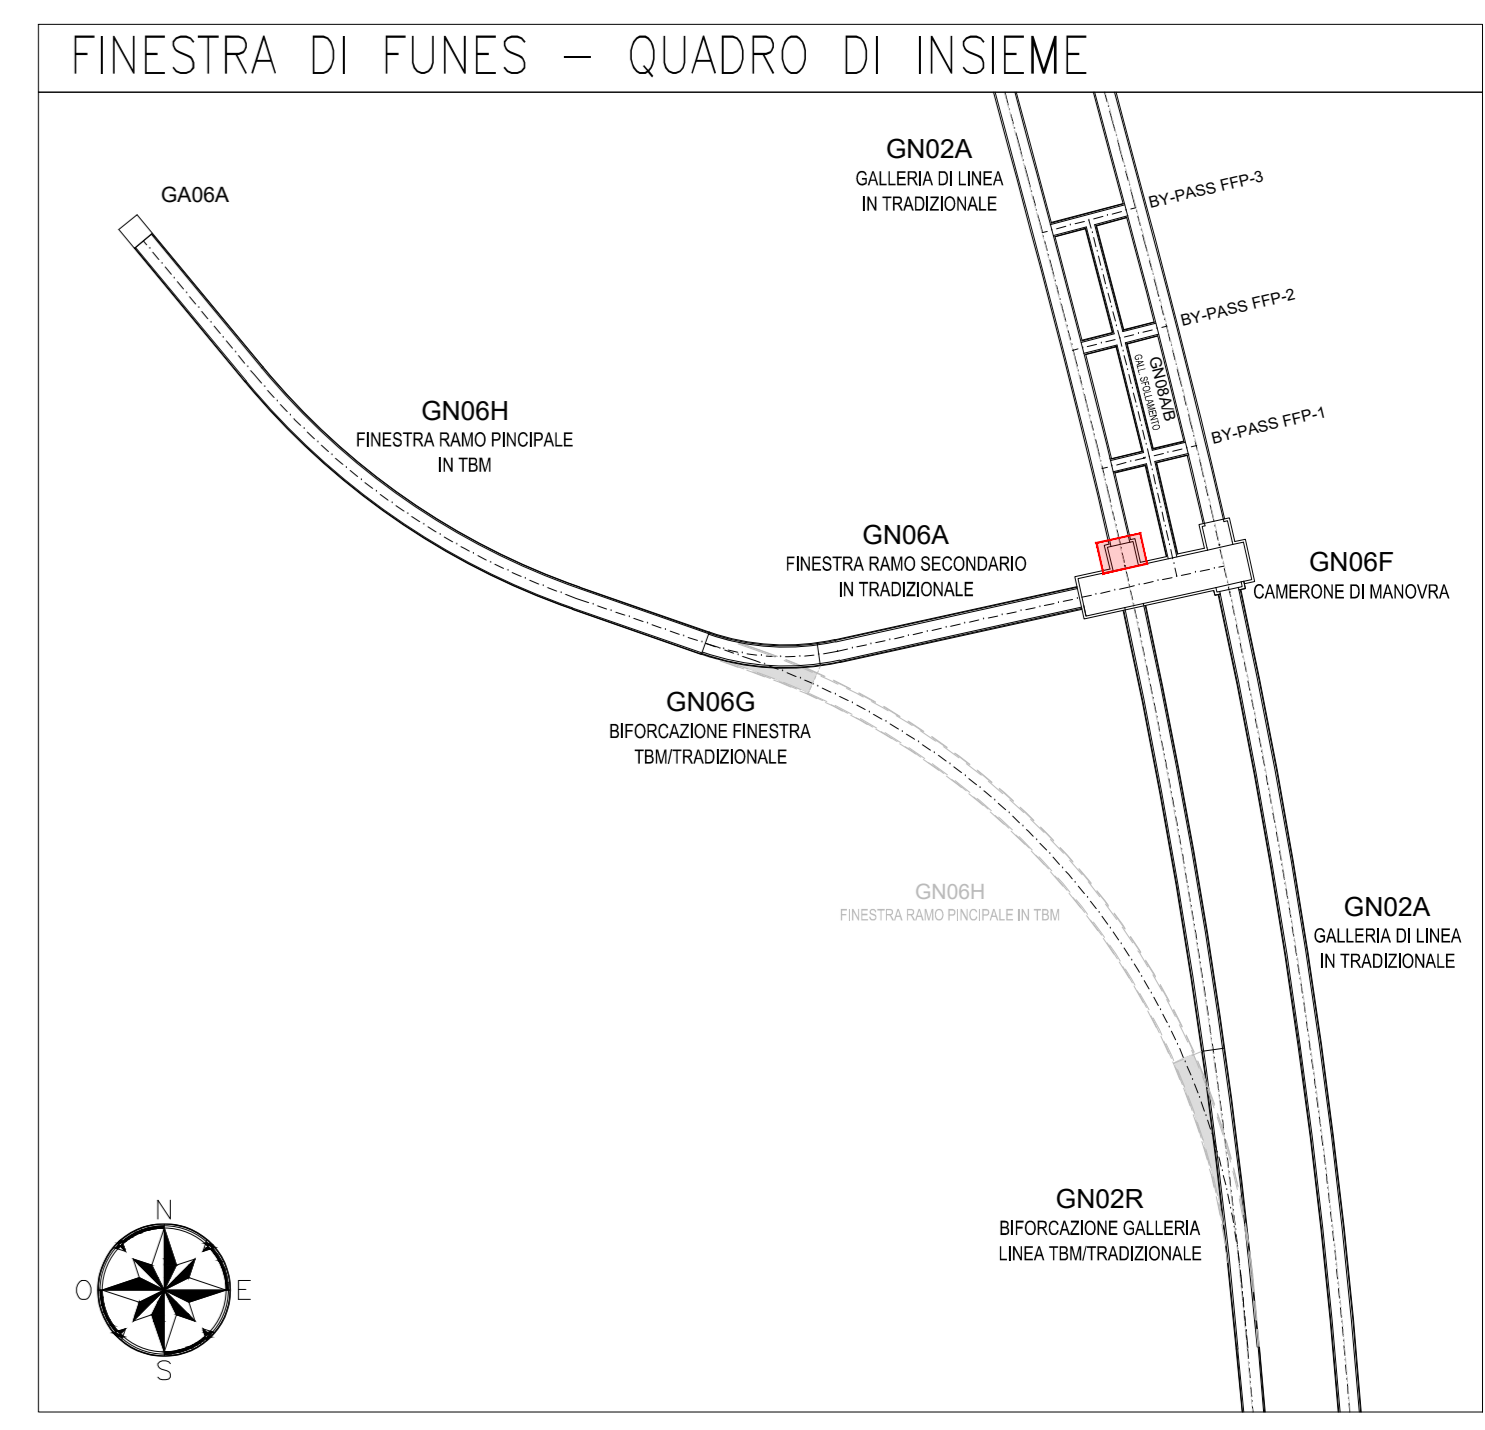 FINESTRA DI FUNES – QUADRO DI INSIEME
GA06A
GN02A
GALLERIA DI LINEA
IN TRADIZIONALE
BY-PASS FFP-3
BY-PASS FFP-2
GN08A/B
GALL. SFOLLAMENTO
BY-PASS FFP-1
GN06H
FINESTRA RAMO PINCIPALE
IN TBM
GN06A
FINESTRA RAMO SECONDARIO
IN TRADIZIONALE
GN06F
CAMERONE DI MANOVRA
GN06G
BIFORCAZIONE FINESTRA
TBM/TRADIZIONALE
GN06H
FINESTRA RAMO PINCIPALE IN TBM
GN02A
GALLERIA DI LINEA
IN TRADIZIONALE
GN02R
BIFORCAZIONE GALLERIA
LINEA TBM/TRADIZIONALE
N
O
E
S